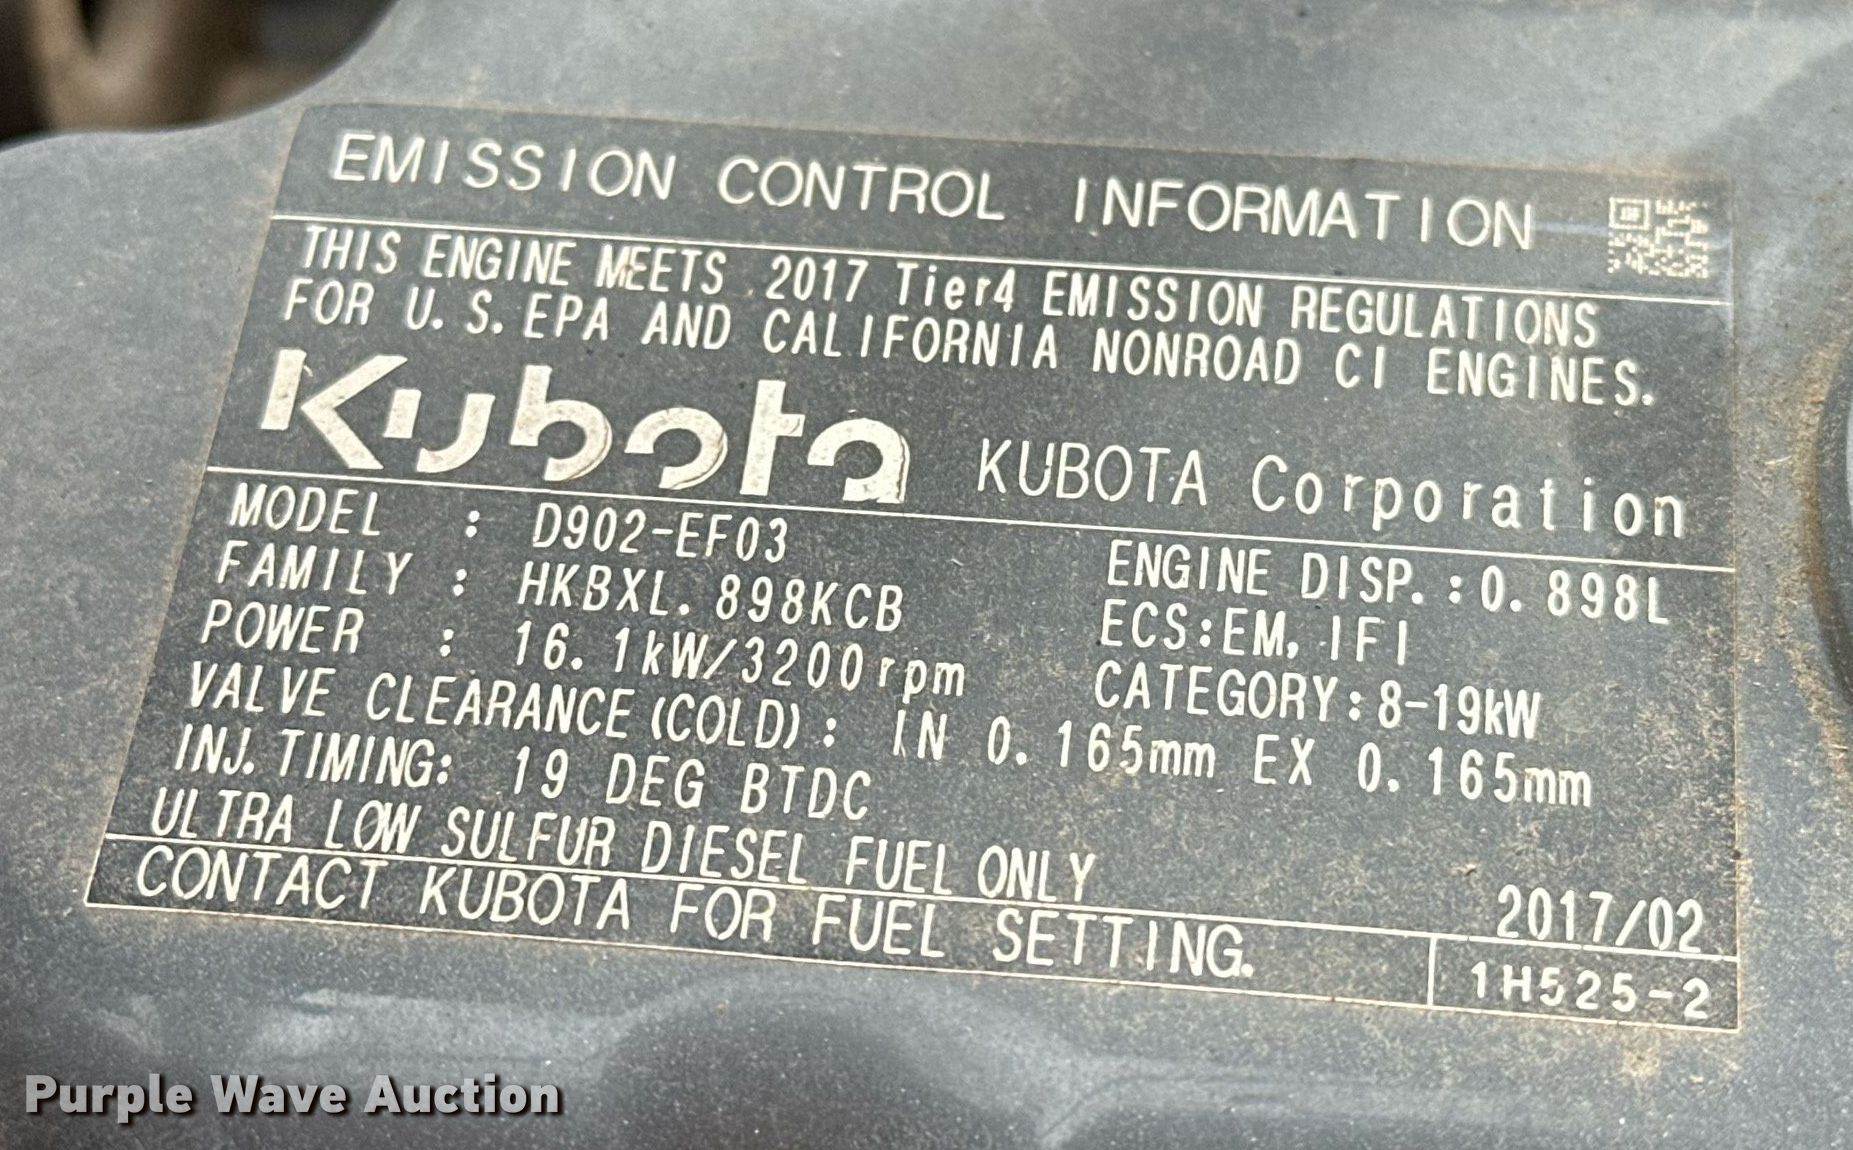 EMISSION CONTROL INFORMATION
THIS ENGINE MEETS 2017 Tier4 EMISSION REGULATIONS
FOR U.S.EPA AND CALIFORNIA NONROAD CI ENGINES.
Kubota KUBOTA Corporation
MODEL : D902-EF03
ENGINE DISP.:0.898L
FAMILY : HKBXL.898KCB
ECS:EM, IFI
POWER : 16.1kW/3200rpm
CATEGORY:8-19kW
VALVE CLEARANCE(COLD): IN 0.165mm EX 0.165mm
INJ.TIMING: 19 DEG BTDC
ULTRA LOW SULFUR DIESEL FUEL ONLY
2017/02
CONTACT KUBOTA FOR FUEL SETTING.
1H525-2
Purple Wave Auction